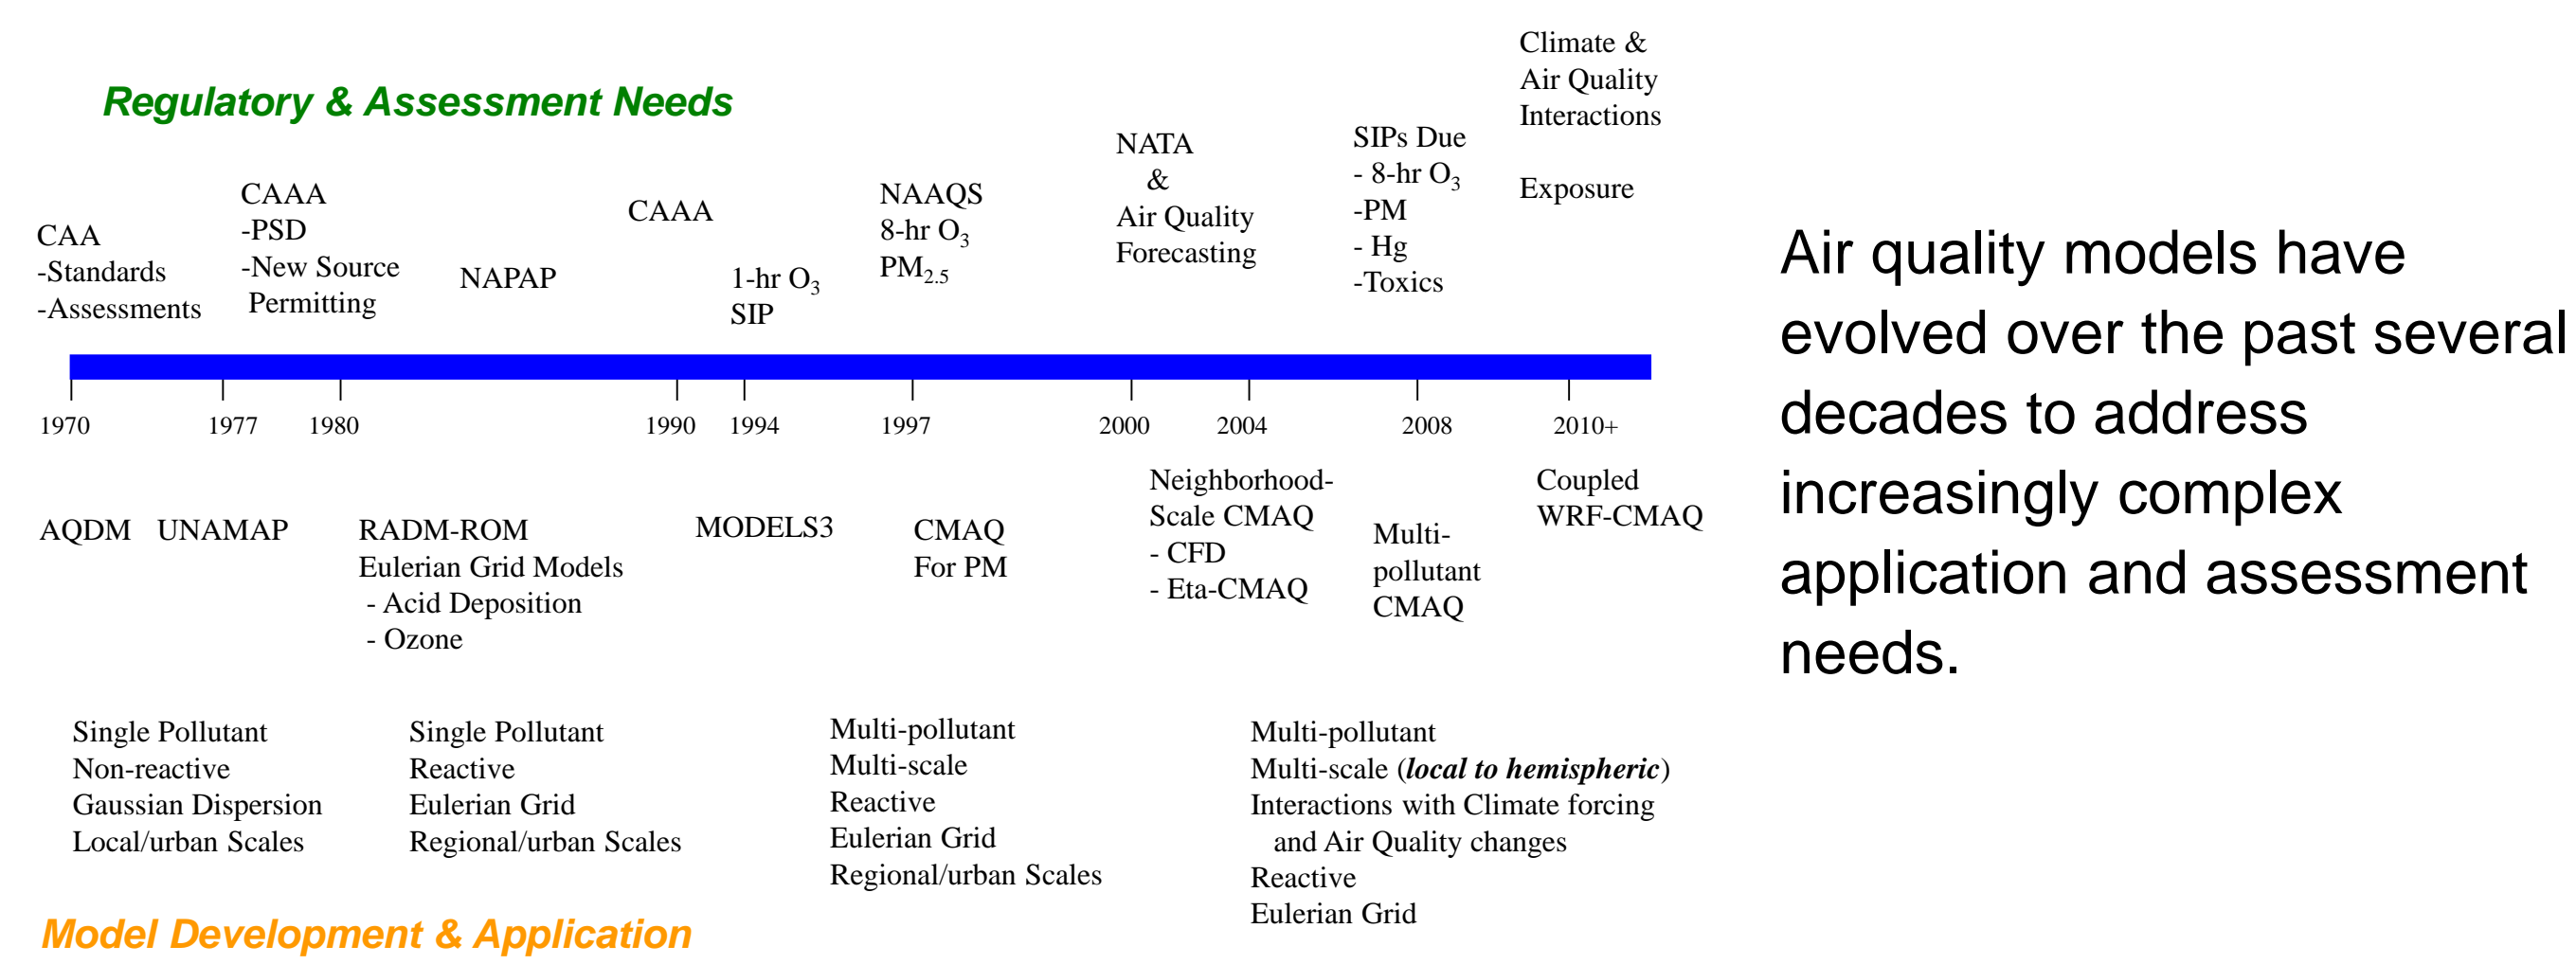 Regulatory & Assessment Needs
CAA
-Standards
-Assessments
CAAA
-PSD
-New Source
Permitting
NAPAP
CAAA
1-hr O₃
SIP
NAAQS
8-hr O₃
PM₂.₅
NATA
&
Air Quality
Forecasting
SIPs Due
- 8-hr O₃
-PM
- Hg
-Toxics
Climate &
Air Quality
Interactions
Exposure
1970 1977 1980 1990 1994 1997 2000 2004 2008 2010+
AQDM
UNAMAP
RADM-ROM
Eulerian Grid Models
- Acid Deposition
- Ozone
MODELS3
CMAQ
For PM
Neighborhood-
Scale CMAQ
- CFD
- Eta-CMAQ
Multi-
pollutant
CMAQ
Coupled
WRF-CMAQ
Single Pollutant
Non-reactive
Gaussian Dispersion
Local/urban Scales
Single Pollutant
Reactive
Eulerian Grid
Regional/urban Scales
Multi-pollutant
Multi-scale
Reactive
Eulerian Grid
Regional/urban Scales
Multi-pollutant
Multi-scale (local to hemispheric)
Interactions with Climate forcing
and Air Quality changes
Reactive
Eulerian Grid
Model Development & Application
Air quality models have
evolved over the past several
decades to address
increasingly complex
application and assessment
needs.